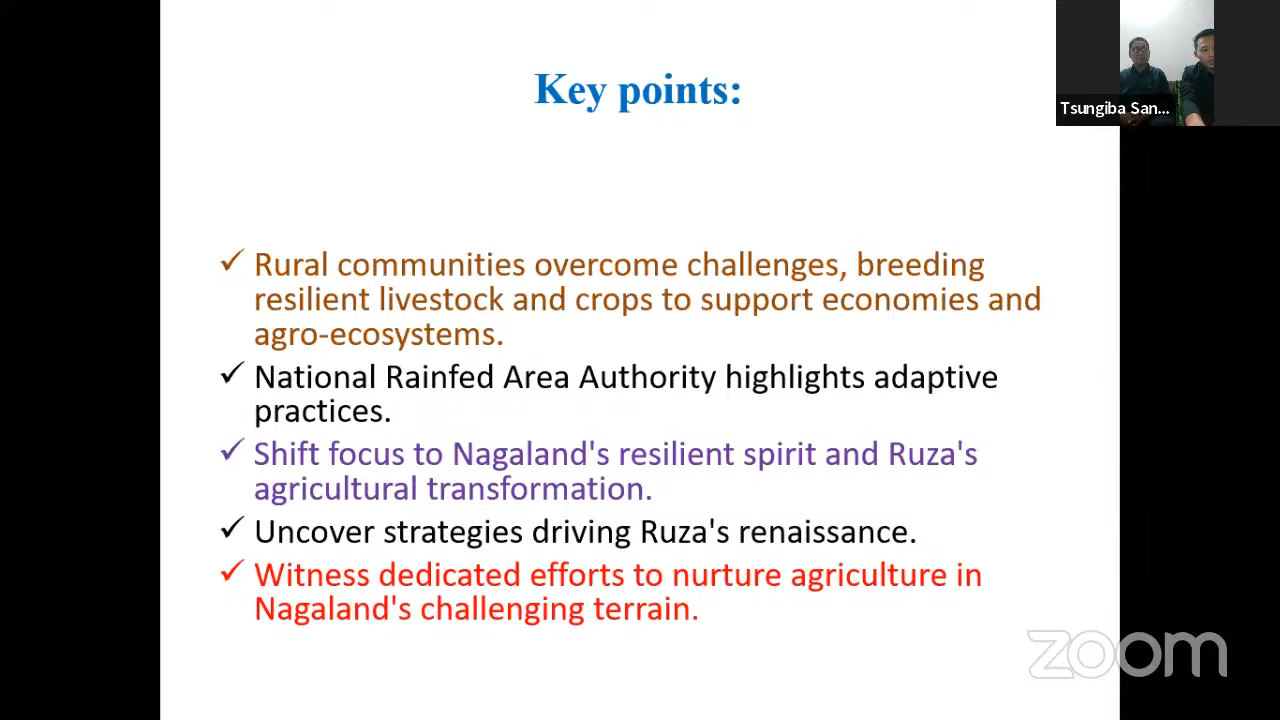 Key points:
Tsungiba San...
✓ Rural communities overcome challenges, breeding
resilient livestock and crops to support economies and
agro-ecosystems.
✓ National Rainfed Area Authority highlights adaptive
practices.
✓ Shift focus to Nagaland's resilient spirit and Ruza's
agricultural transformation.
✓ Uncover strategies driving Ruza's renaissance.
✓ Witness dedicated efforts to nurture agriculture in
Nagaland's challenging terrain.
zoom